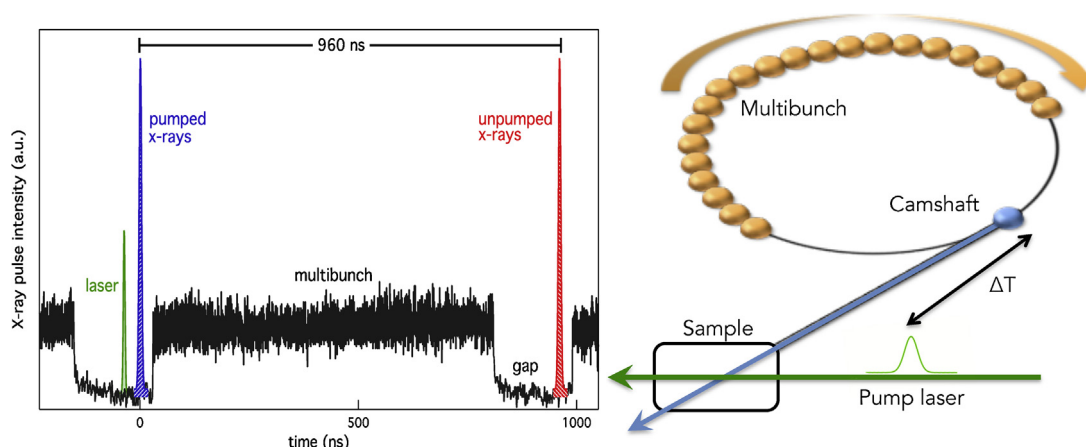 960 ns
X-ray pulse intensity (a.u.)
pumped
x-rays
unpumped
x-rays
laser
multibunch
gap
0
500
1000
time (ns)
Multibunch
Camshaft
ΔT
Sample
Pump laser